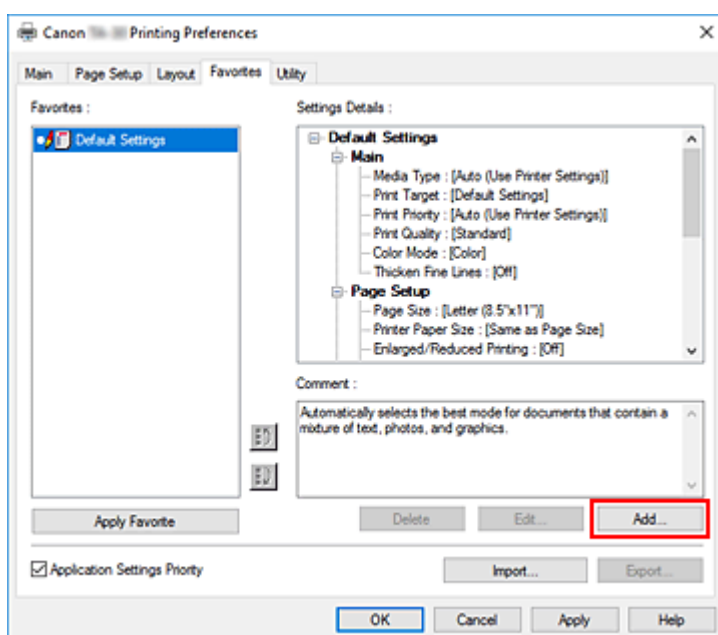 Canon Printing Preferences
Main Page Setup Layout Favorites Utility
Favorites :
Default Settings
Apply Favorite
Settings Details :
Default Settings
Main
Media Type : [Auto (Use Printer Settings)]
Print Target : [Default Settings]
Print Priority : [Auto (Use Printer Settings)]
Print Quality : [Standard]
Color Mode : [Color]
Thicken Fine Lines : [Off]
Page Setup
Page Size : [Letter (8.5"x11")]
Printer Paper Size : [Same as Page Size]
Enlarged/Reduced Printing : [Off]
Comment :
Automatically selects the best mode for documents that contain a
mixture of text, photos, and graphics.
Delete Edit... Add...
Application Settings Priority
Import... Export...
OK Cancel Apply Help